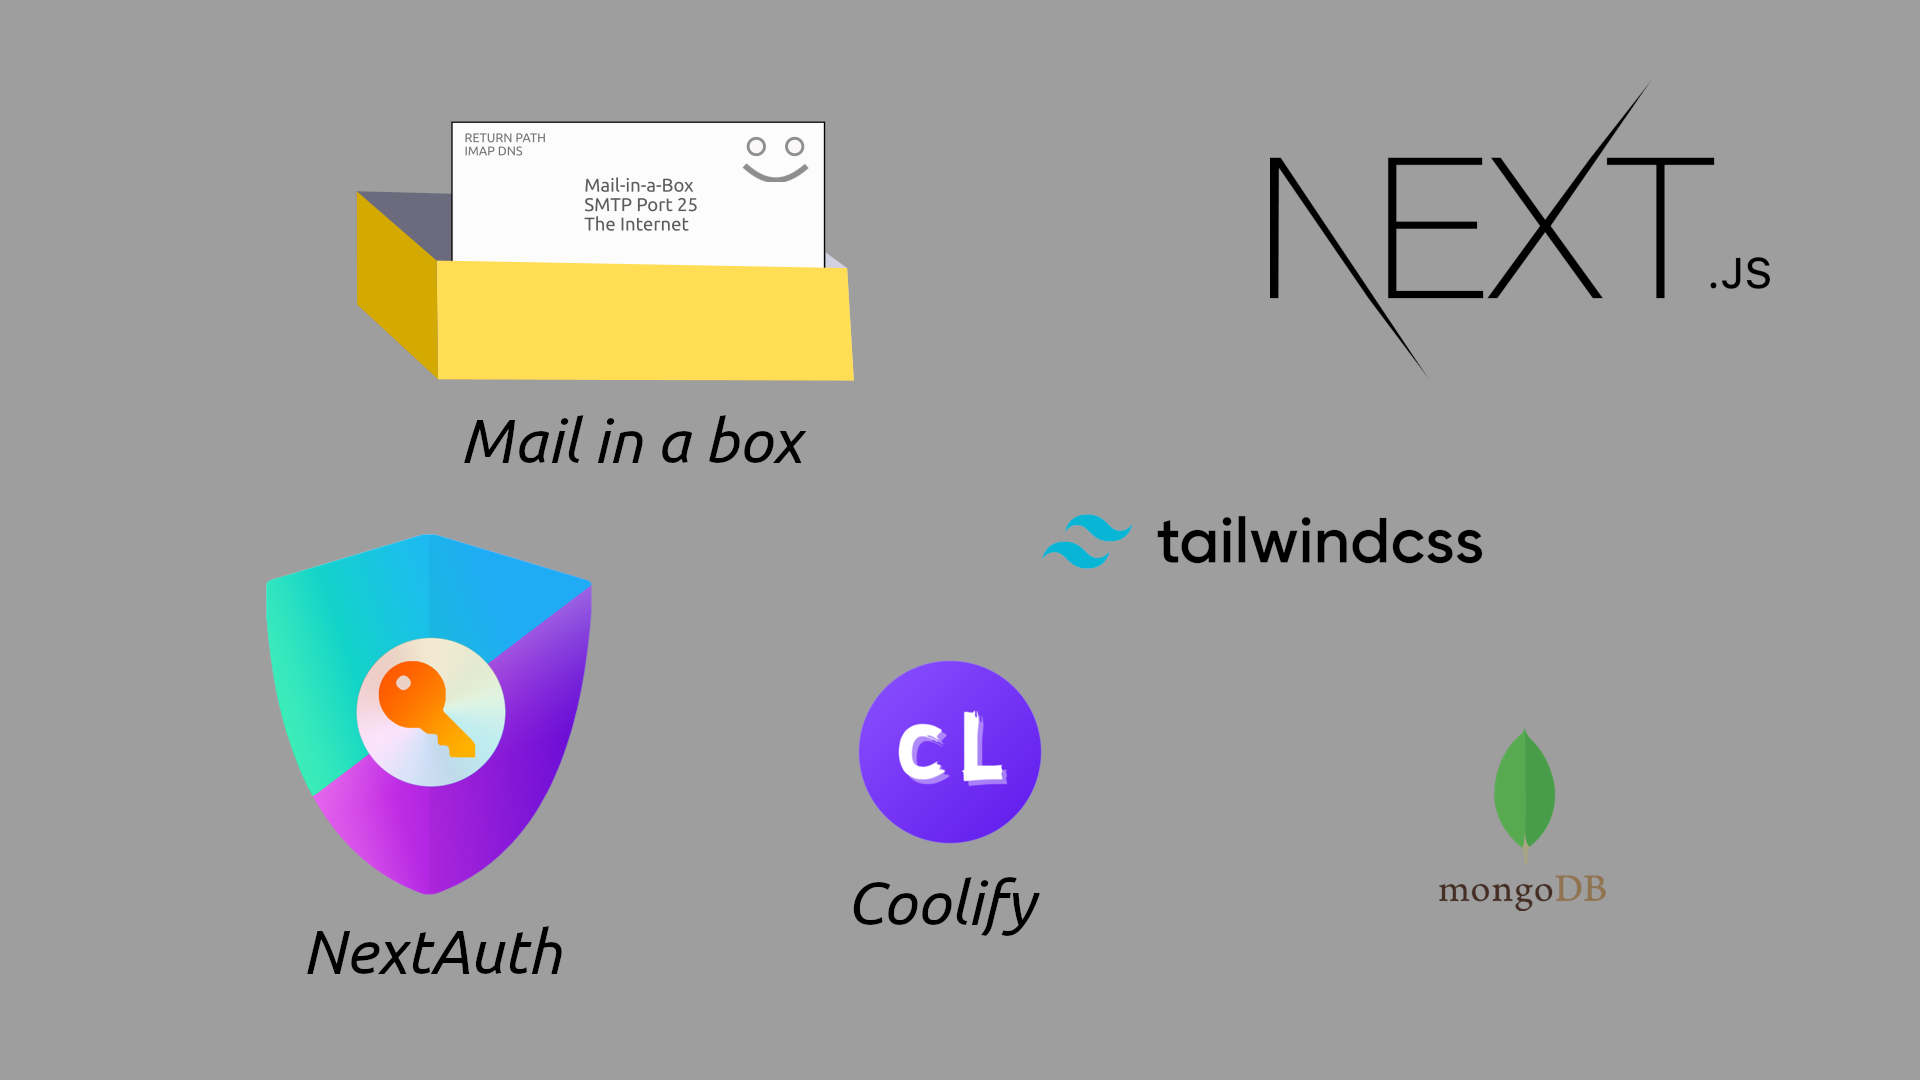 RETURN PATH
IMAP DNS
Mail-in-a-Box
SMTP Port 25
The Internet
Mail in a box
NEXT.JS
tailwindcss
NextAuth
CL
Coolify
mongoDB